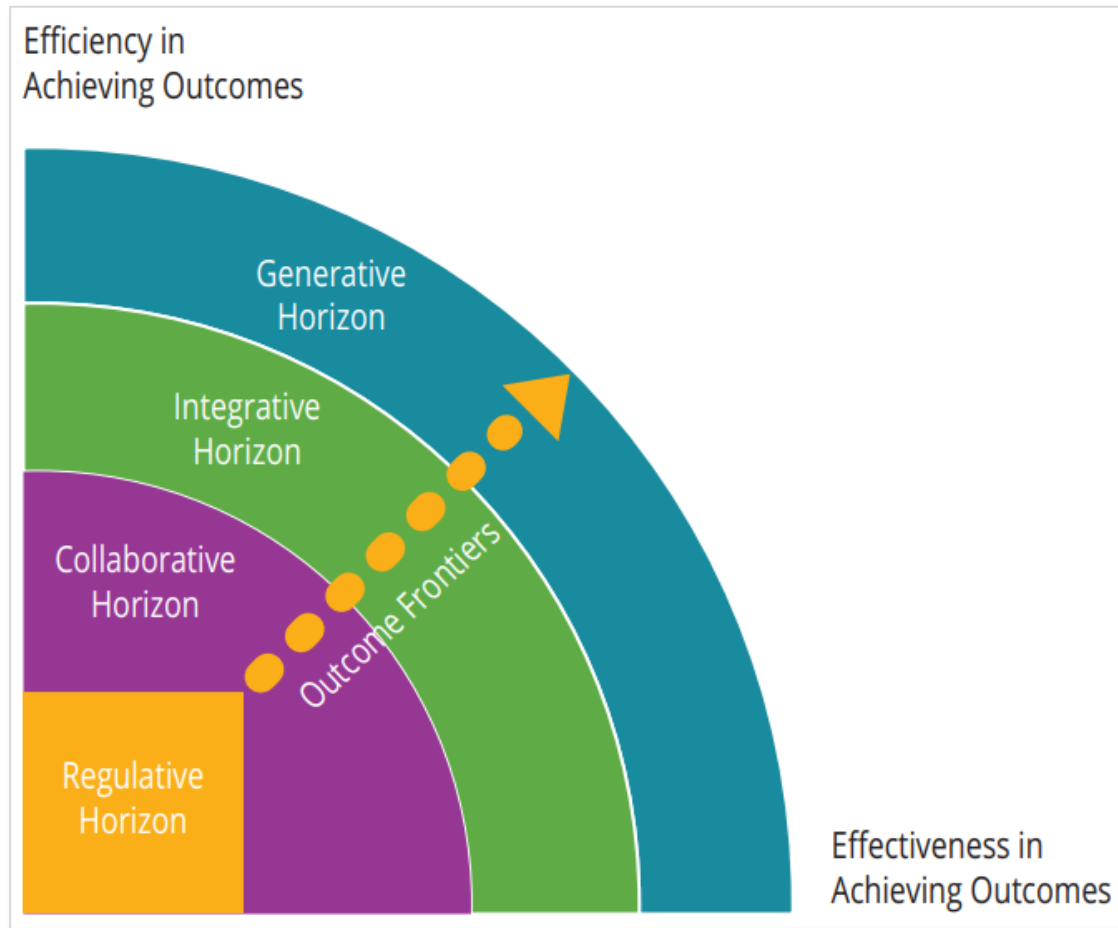 Efficiency in
Achieving Outcomes
Generative
Horizon
Integrative
Horizon
Collaborative
Horizon
Outcome Frontiers
Regulative
Horizon
Effectiveness in
Achieving Outcomes